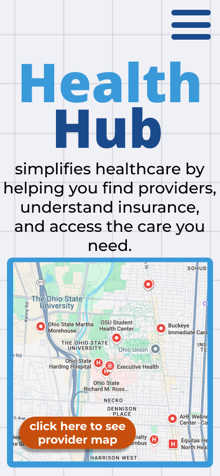 Health
Hub
simplifies healthcare by
helping you find providers,
understand insurance,
and access the care you
need.
SOHUD
The Ohio State
University
Ohio State Martha
Morehouse
OSU Student
Health Center
Buckeye
Immediate Care
THE OHIO STATE
UNIVERSITY
Ohio Union
Ohio State
Harding Hospital
Executive Health
Ohio State
Richard M. Ross...
NECKO
DENNISON
PLACE
AHF Wellness
Center - Co
click here to see
provider map
Equitas He
North Hea
HARRISON WEST